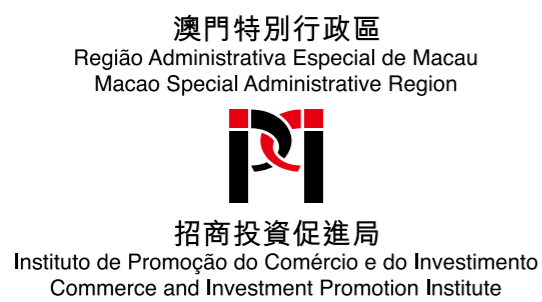 澳門特別行政區
Região Administrativa Especial de Macau
Macao Special Administrative Region
招商投資促進局
Instituto de Promoção do Comércio e do Investimento
Commerce and Investment Promotion Institute